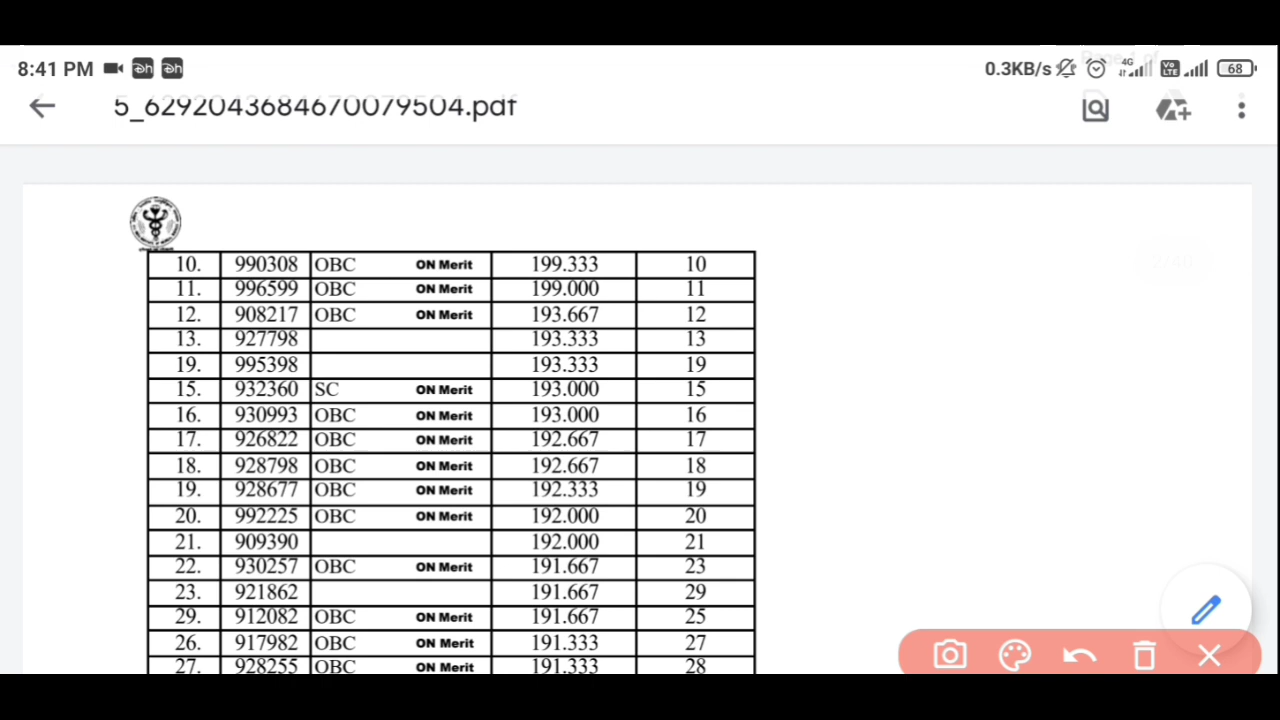 8:41 PM 0.3KB/s 4G Vo LTE 68
5_6292043684670079504.pdf
10. 990308 OBC ON Merit 199.333 10
11. 996599 OBC ON Merit 199.000 11
12. 908217 OBC ON Merit 193.667 12
13. 927798 193.333 13
19. 995398 193.333 19
15. 932360 SC ON Merit 193.000 15
16. 930993 OBC ON Merit 193.000 16
17. 926822 OBC ON Merit 192.667 17
18. 928798 OBC ON Merit 192.667 18
19. 928677 OBC ON Merit 192.333 19
20. 992225 OBC ON Merit 192.000 20
21. 909390 192.000 21
22. 930257 OBC ON Merit 191.667 23
23. 921862 191.667 29
29. 912082 OBC ON Merit 191.667 25
26. 917982 OBC ON Merit 191.333 27
27. 928255 OBC ON Merit 191.333 28